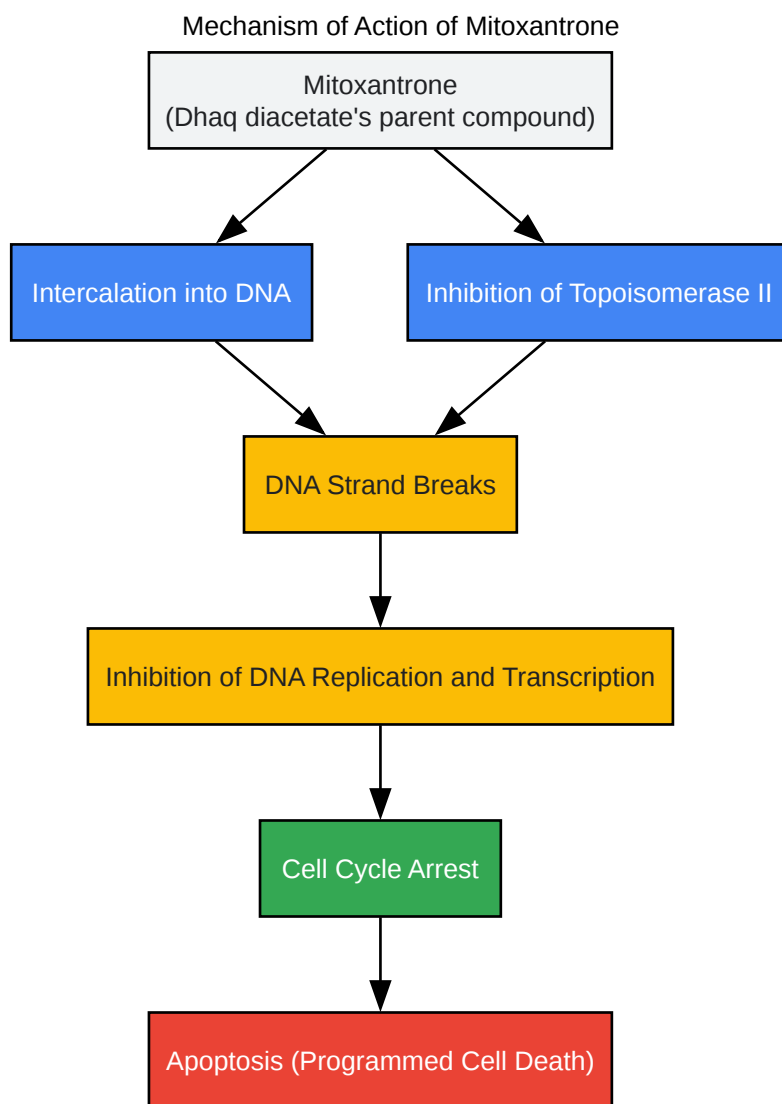 Mechanism of Action of Mitoxantrone
Mitoxantrone
(Dhaq diacetate's parent compound)
Intercalation into DNA
Inhibition of Topoisomerase II
DNA Strand Breaks
Inhibition of DNA Replication and Transcription
Cell Cycle Arrest
Apoptosis (Programmed Cell Death)